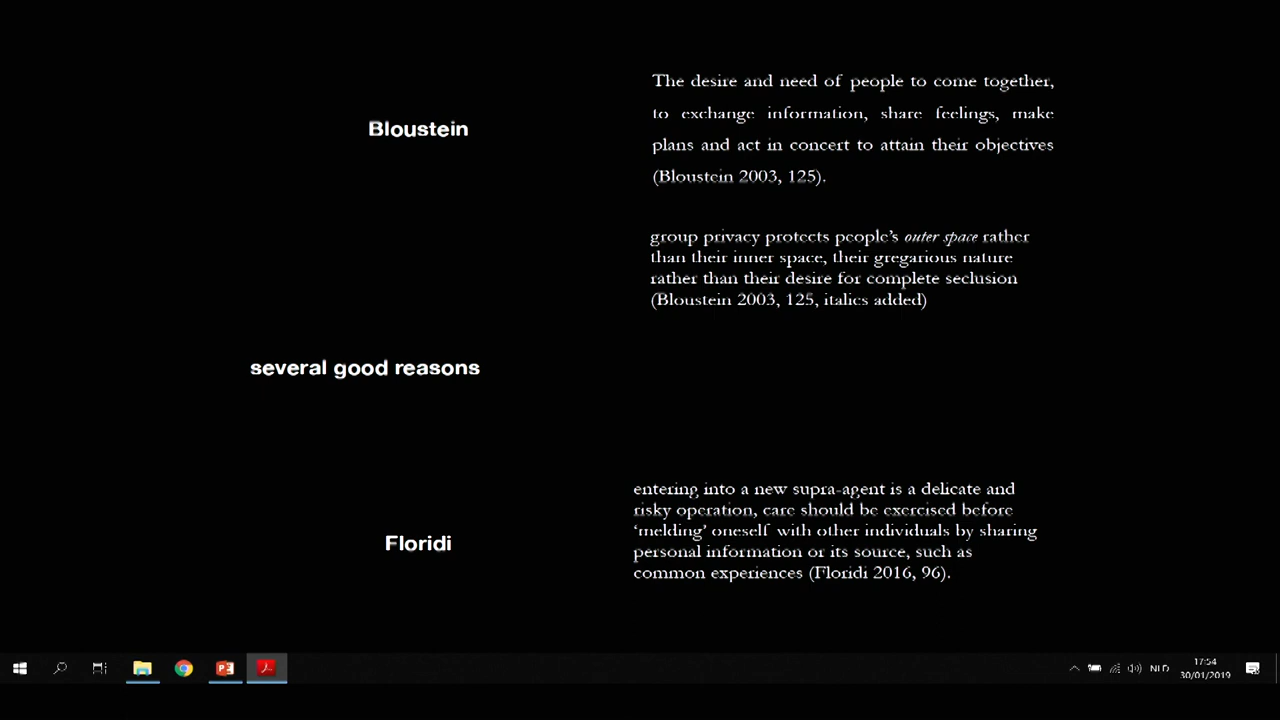 Bloustein
The desire and need of people to come together,
to exchange information, share feelings, make
plans and act in concert to attain their objectives
(Bloustein 2003, 125).
group privacy protects people's outer space rather
than their inner space, their gregarious nature
rather than their desire for complete seclusion
(Bloustein 2003, 125, italics added)
several good reasons
Floridi
entering into a new supra-agent is a delicate and
risky operation, care should be exercised before
'melding' oneself with other individuals by sharing
personal information or its source, such as
common experiences (Floridi 2016, 96).
NLD
17:54
30/01/2019